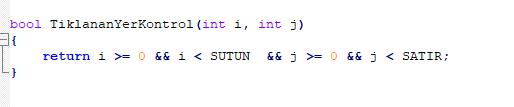 bool TiklananYerKontrol(int i, int j)
{
    return i >= 0 && i < SUTUN  && j >= 0 && j < SATIR;
}